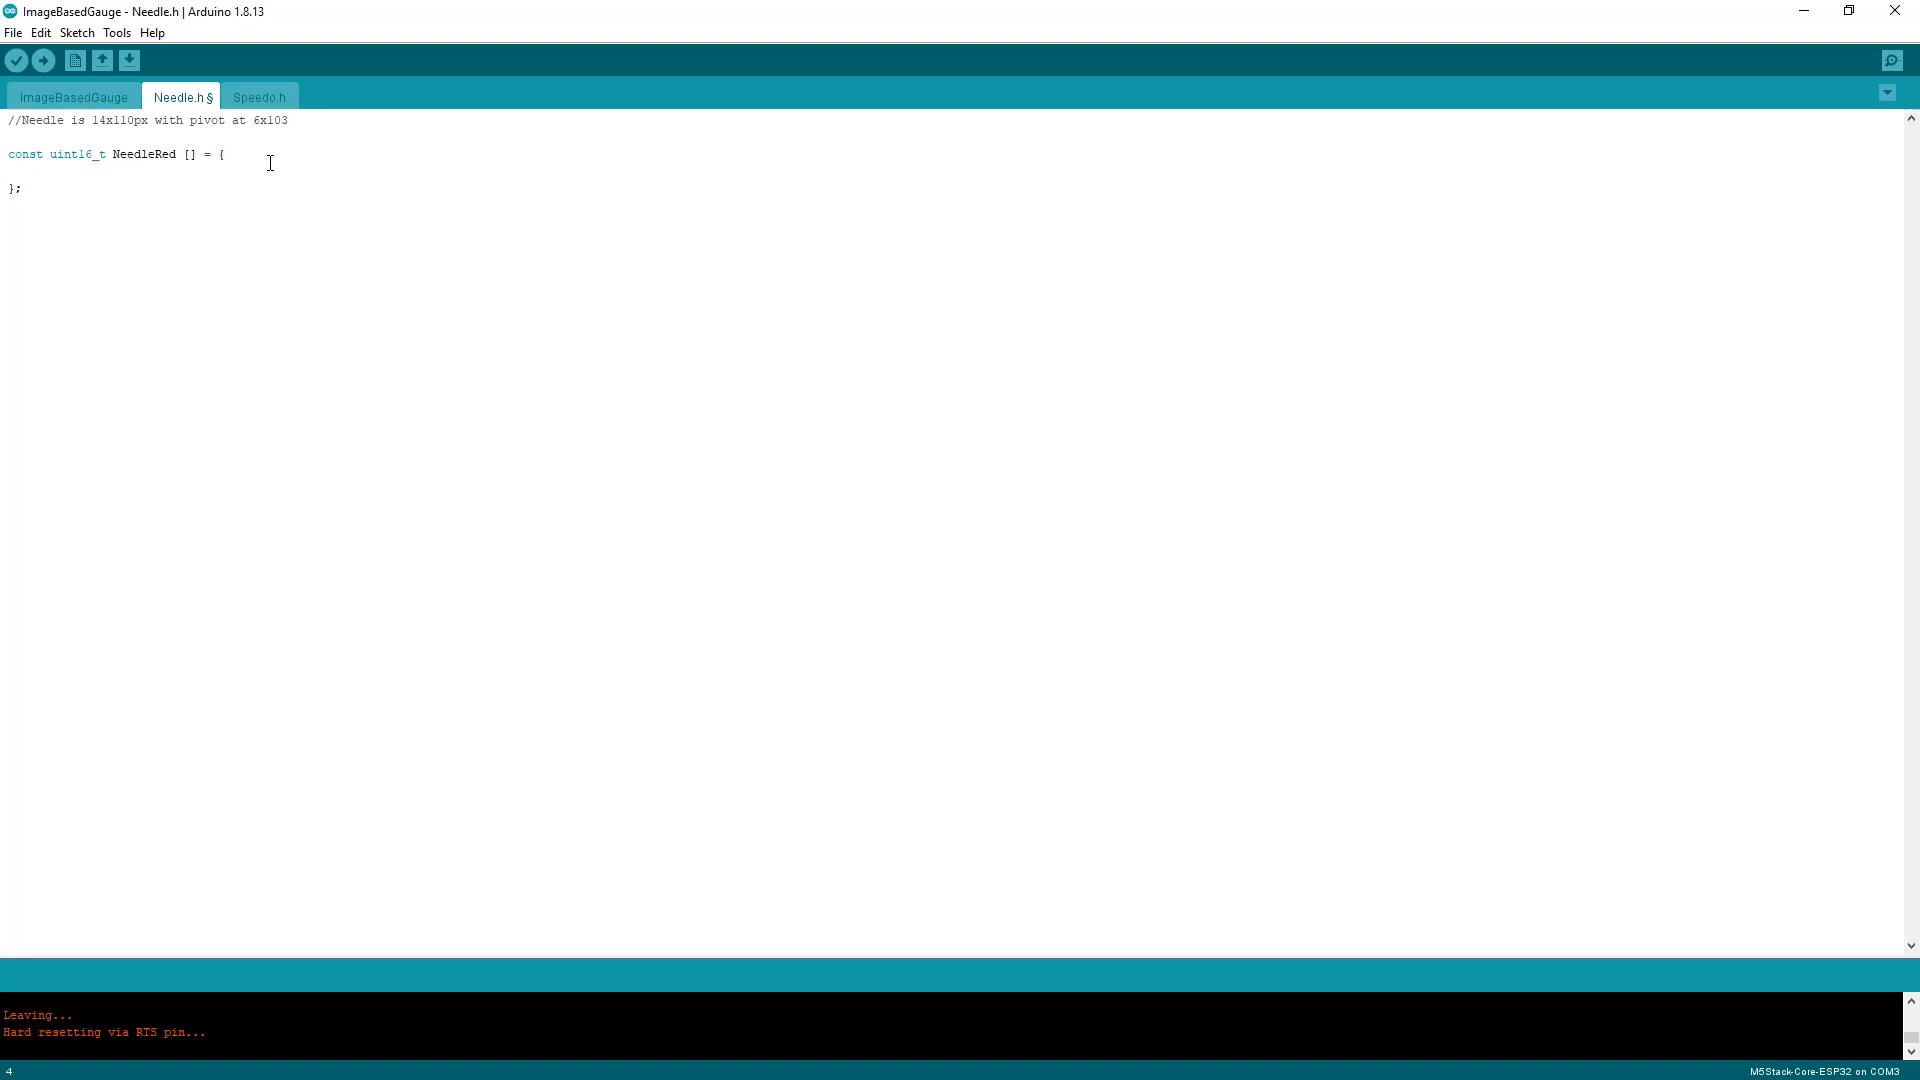 ImageBasedGauge - Needle.h | Arduino 1.8.13
File Edit Sketch Tools Help
ImageBasedGauge Needle.h § Speedo.h
//Needle is 14x110px with pivot at 6x103
const uint16_t NeedleRed [] = {
};
Leaving...
Hard resetting via RTS pin...
4 M5Stack-Core-ESP32 on COM3